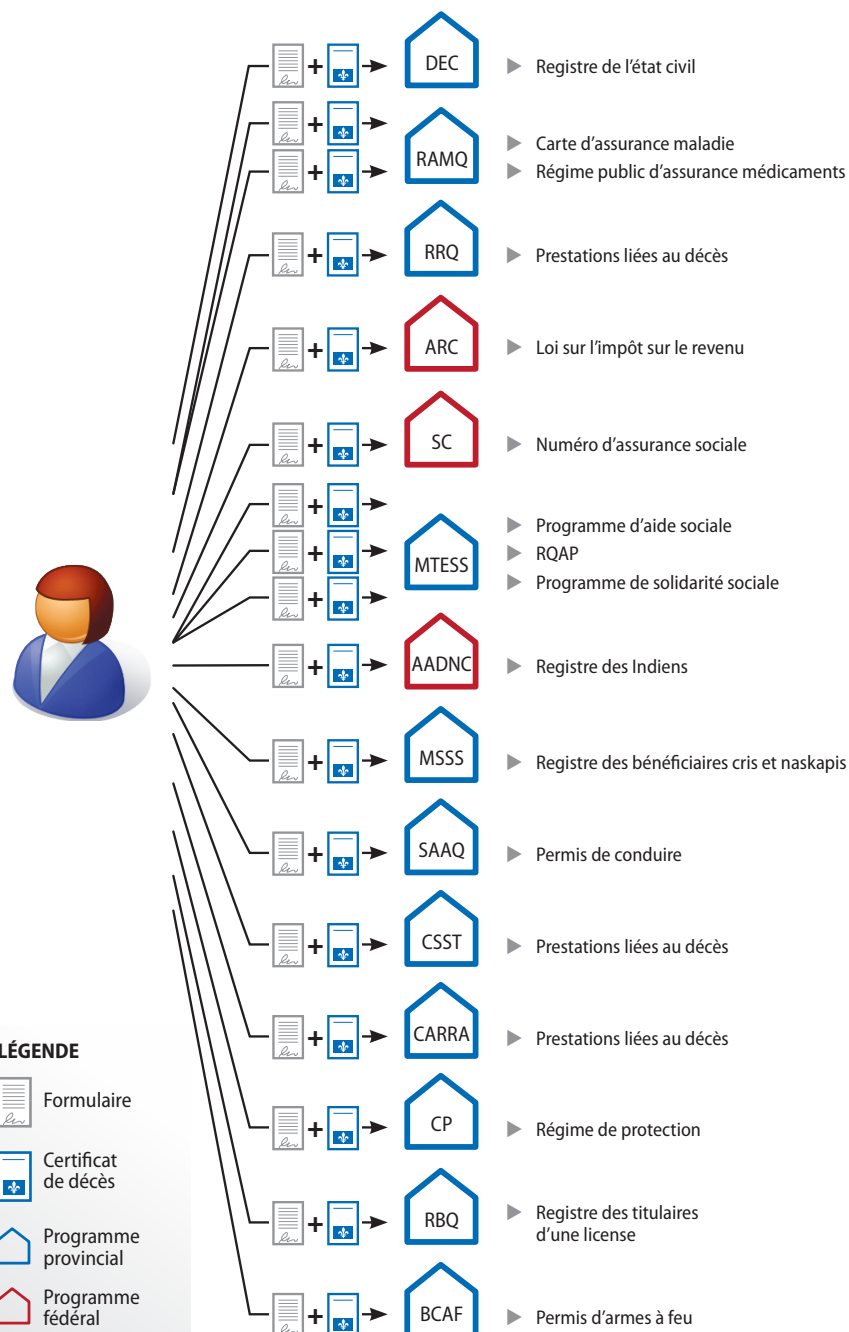 DEC
Registre de l'état civil
RAMQ
Carte d'assurance maladie
Régime public d'assurance médicaments
RRQ
Prestations liées au décès
ARC
Loi sur l'impôt sur le revenu
SC
Numéro d'assurance sociale
MTESS
Programme d'aide sociale
RQAP
Programme de solidarité sociale
AADNC
Registre des Indiens
MSSS
Registre des bénéficiaires cris et naskapis
SAAQ
Permis de conduire
CSST
Prestations liées au décès
CARRA
Prestations liées au décès
CP
Régime de protection
RBQ
Registre des titulaires
d'une license
BCAF
Permis d'armes à feu
LÉGENDE
Formulaire
Certificat
de décès
Programme
provincial
Programme
fédéral